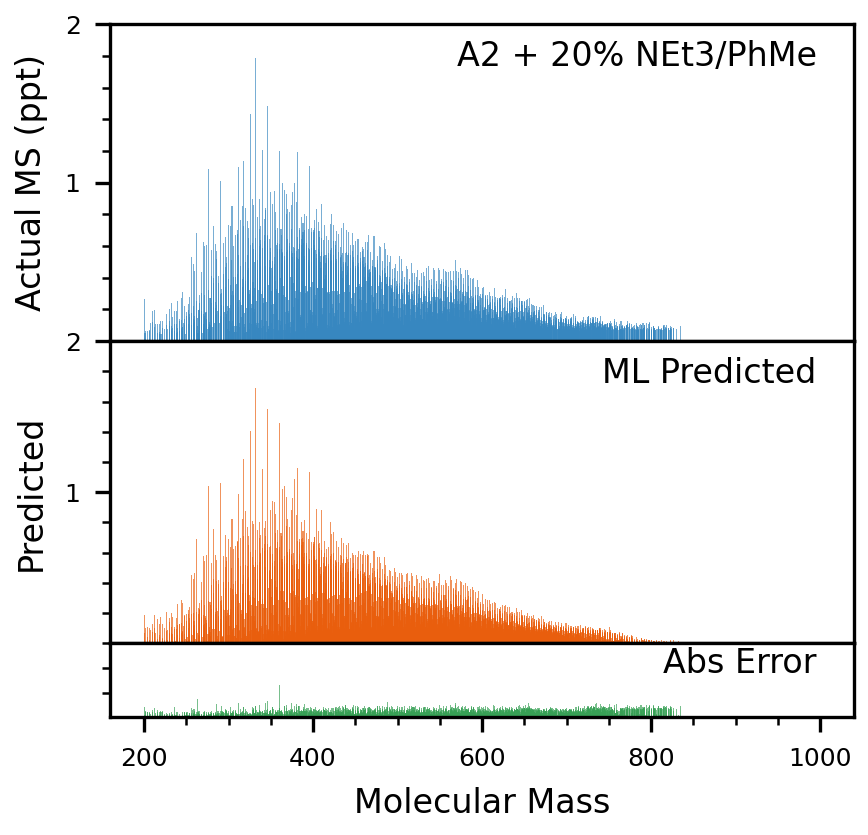 2
A2 + 20% NEt3/PhMe
Actual MS (ppt)
1
2
ML Predicted
Predicted
1
Abs Error
200 400 600 800 1000
Molecular Mass